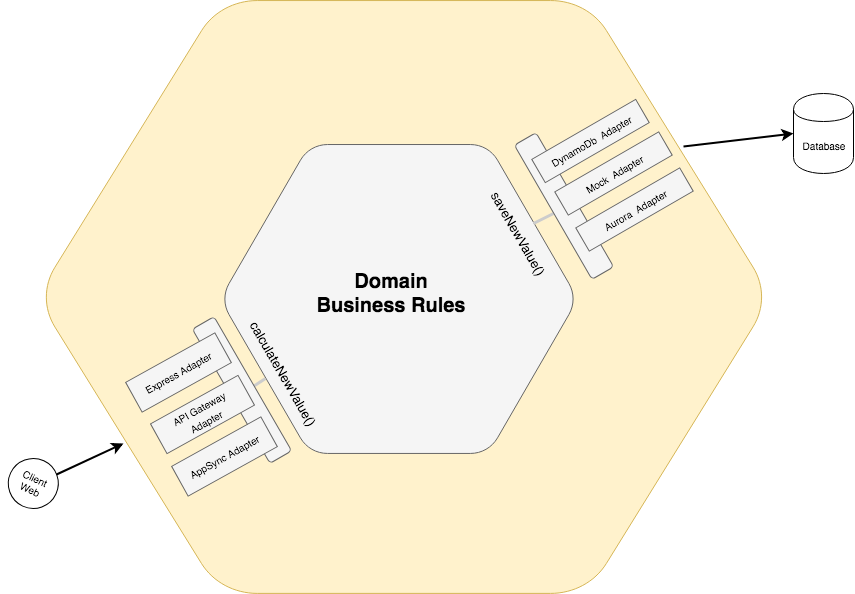 DynamoDb Adapter
Mock Adapter
Aurora Adapter
Database
saveNewValue()
Domain
Business Rules
calculateNewValue()
Express Adapter
API Gateway
Adapter
AppSync Adapter
Client
Web